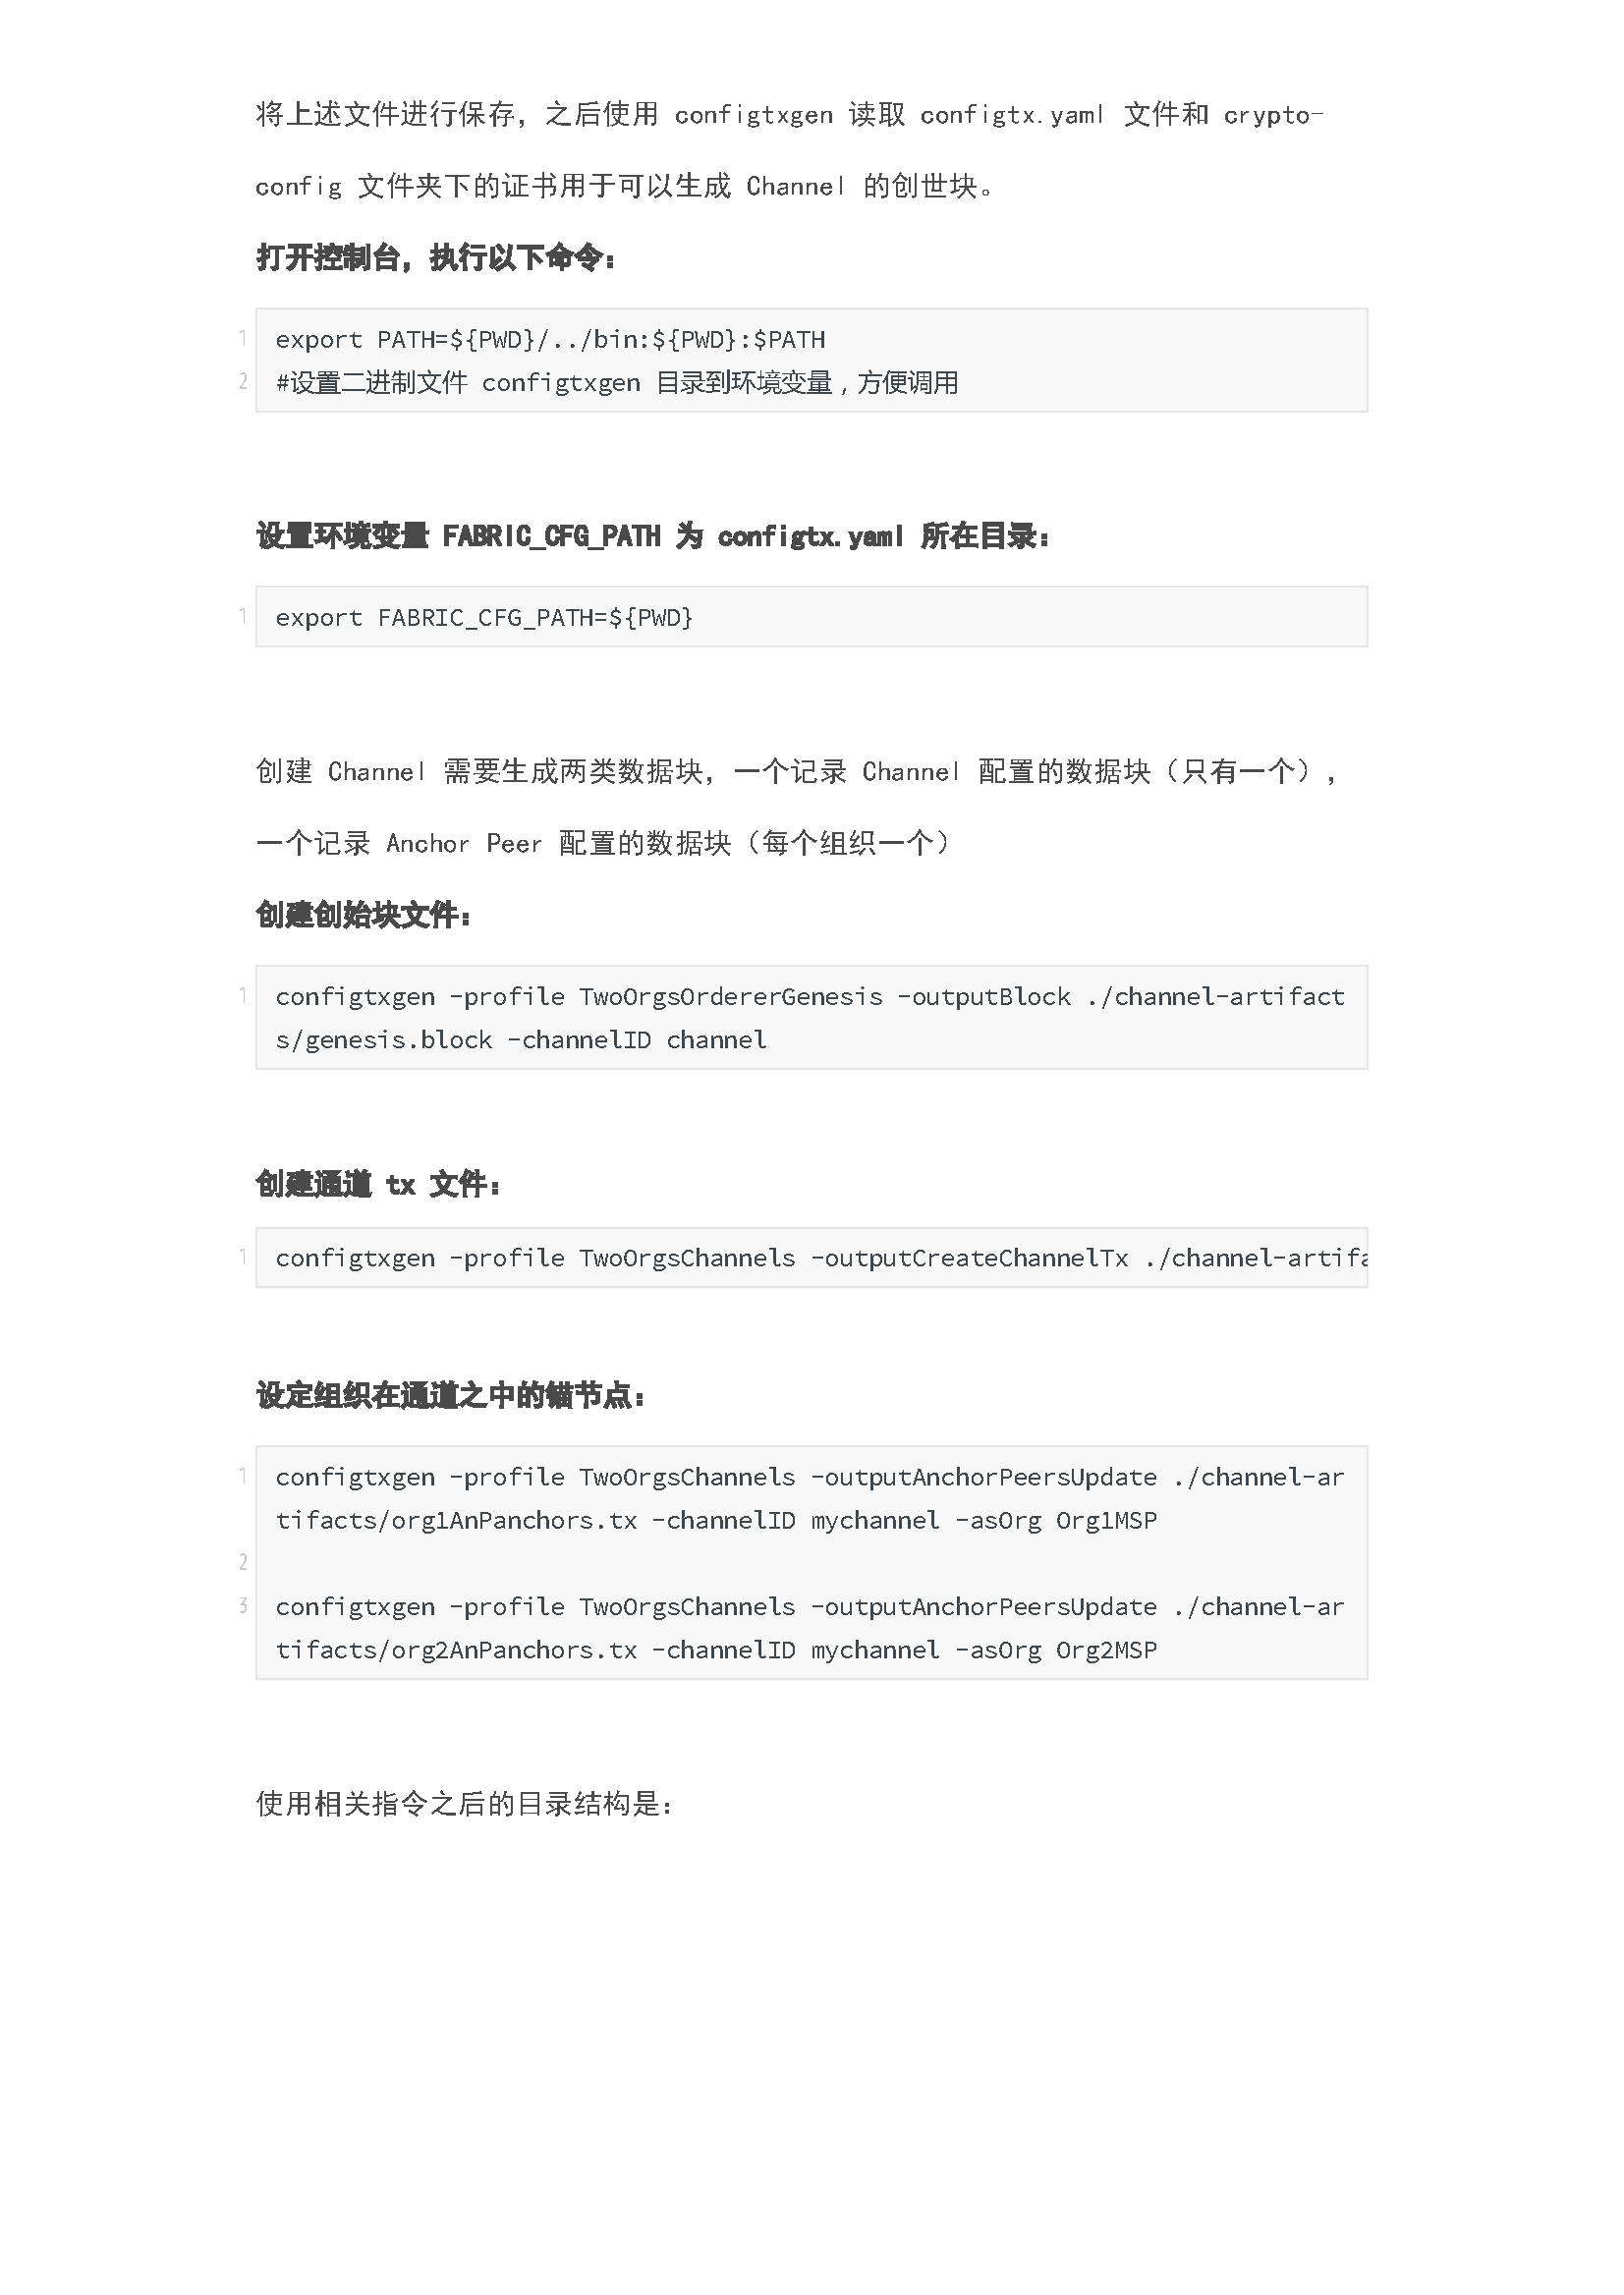 将上述文件进行保存，之后使用 configtxgen 读取 configtx.yaml 文件和 crypto-
config 文件夹下的证书用于可以生成 Channel 的创世块。
打开控制台，执行以下命令：
1 export PATH=${PWD}/../bin:${PWD}:$PATH
2 #设置二进制文件 configtxgen 目录到环境变量，方便调用
设置环境变量 FABRIC_CFG_PATH 为 configtx.yaml 所在目录：
1 export FABRIC_CFG_PATH=${PWD}
创建 Channel 需要生成两类数据块，一个记录 Channel 配置的数据块（只有一个），
一个记录 Anchor Peer 配置的数据块（每个组织一个）
创建创始块文件：
1 configtxgen -profile TwoOrgsOrdererGenesis -outputBlock ./channel-artifact
s/genesis.block -channelID channel
创建通道 tx 文件：
1 configtxgen -profile TwoOrgsChannels -outputCreateChannelTx ./channel-artifa
设定组织在通道之中的锚节点：
1 configtxgen -profile TwoOrgsChannels -outputAnchorPeersUpdate ./channel-ar
tifacts/org1AnPanchors.tx -channelID mychannel -asOrg Org1MSP
2
3 configtxgen -profile TwoOrgsChannels -outputAnchorPeersUpdate ./channel-ar
tifacts/org2AnPanchors.tx -channelID mychannel -asOrg Org2MSP
使用相关指令之后的目录结构是：